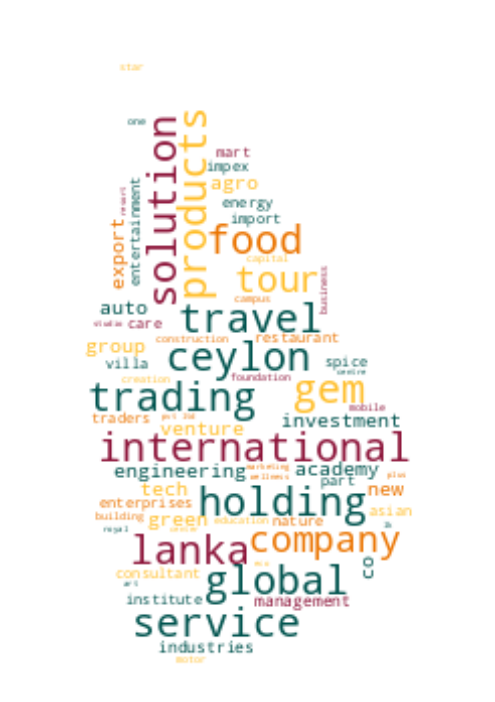 star
one
solution
products
mart
impex
agro
resort
entertainment
energy
import
export
food
capital
tour
business
campus
auto
travel
studio care
construction
restaurant
group
ceylon
villa
spice
centre
creation
foundation
gem
trading
mobile
traders
pvt ltd
investment
venture
international
engineering
marketing
academy
plus
wellness
part
tech
new
enterprises
holding
building
green
education
nature
asian
royal
center
lanka
company
co
consultant
global
art
institute
management
service
industries
motor